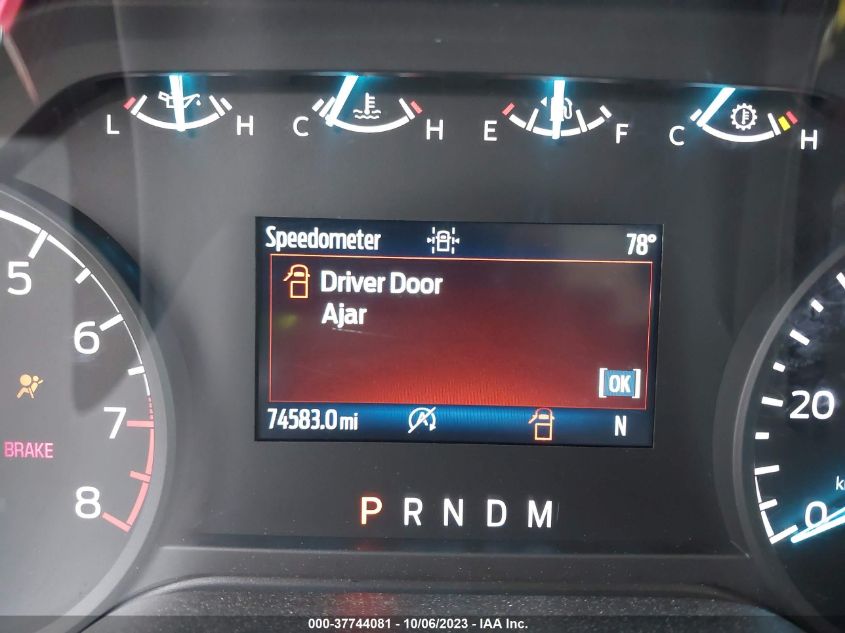 L H C H E F C H
Speedometer 78°
Driver Door
Ajar
[OK]
74583.0 mi N
P R N D M
5
6
7
8
BRAKE
20
0
000-37744081 - 10/06/2023 - IAA Inc.